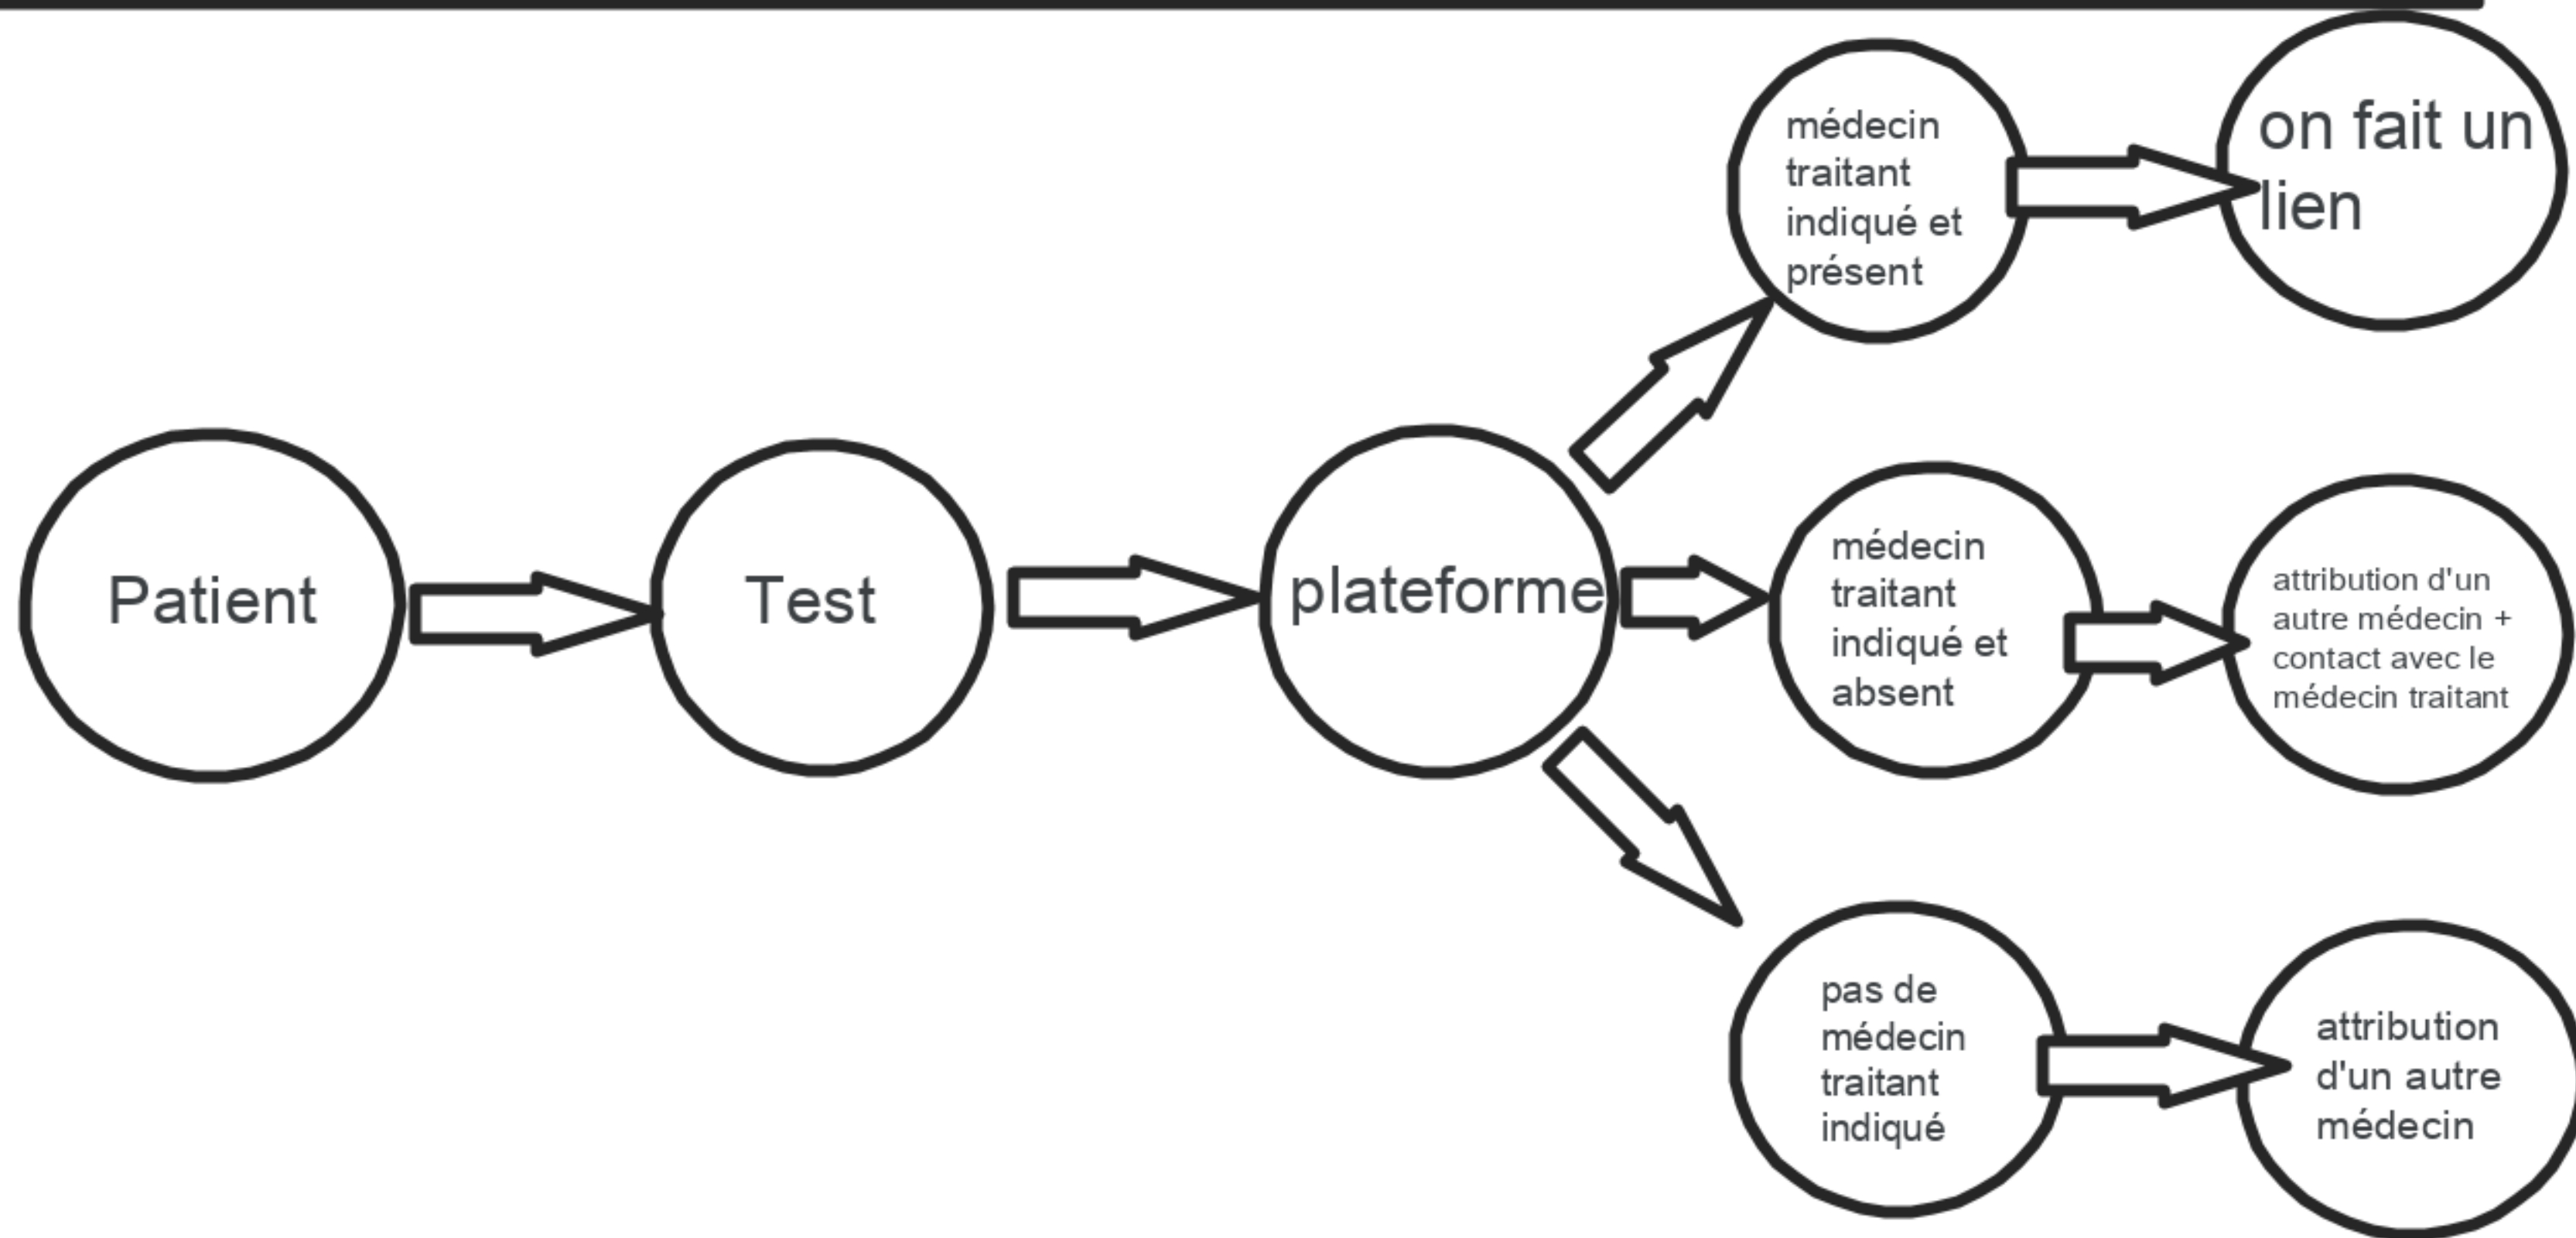 Patient
Test
plateforme
médecin
traitant
indiqué et
présent
on fait un
lien
médecin
traitant
indiqué et
absent
attribution d'un
autre médecin +
contact avec le
médecin traitant
pas de
médecin
traitant
indiqué
attribution
d'un autre
médecin